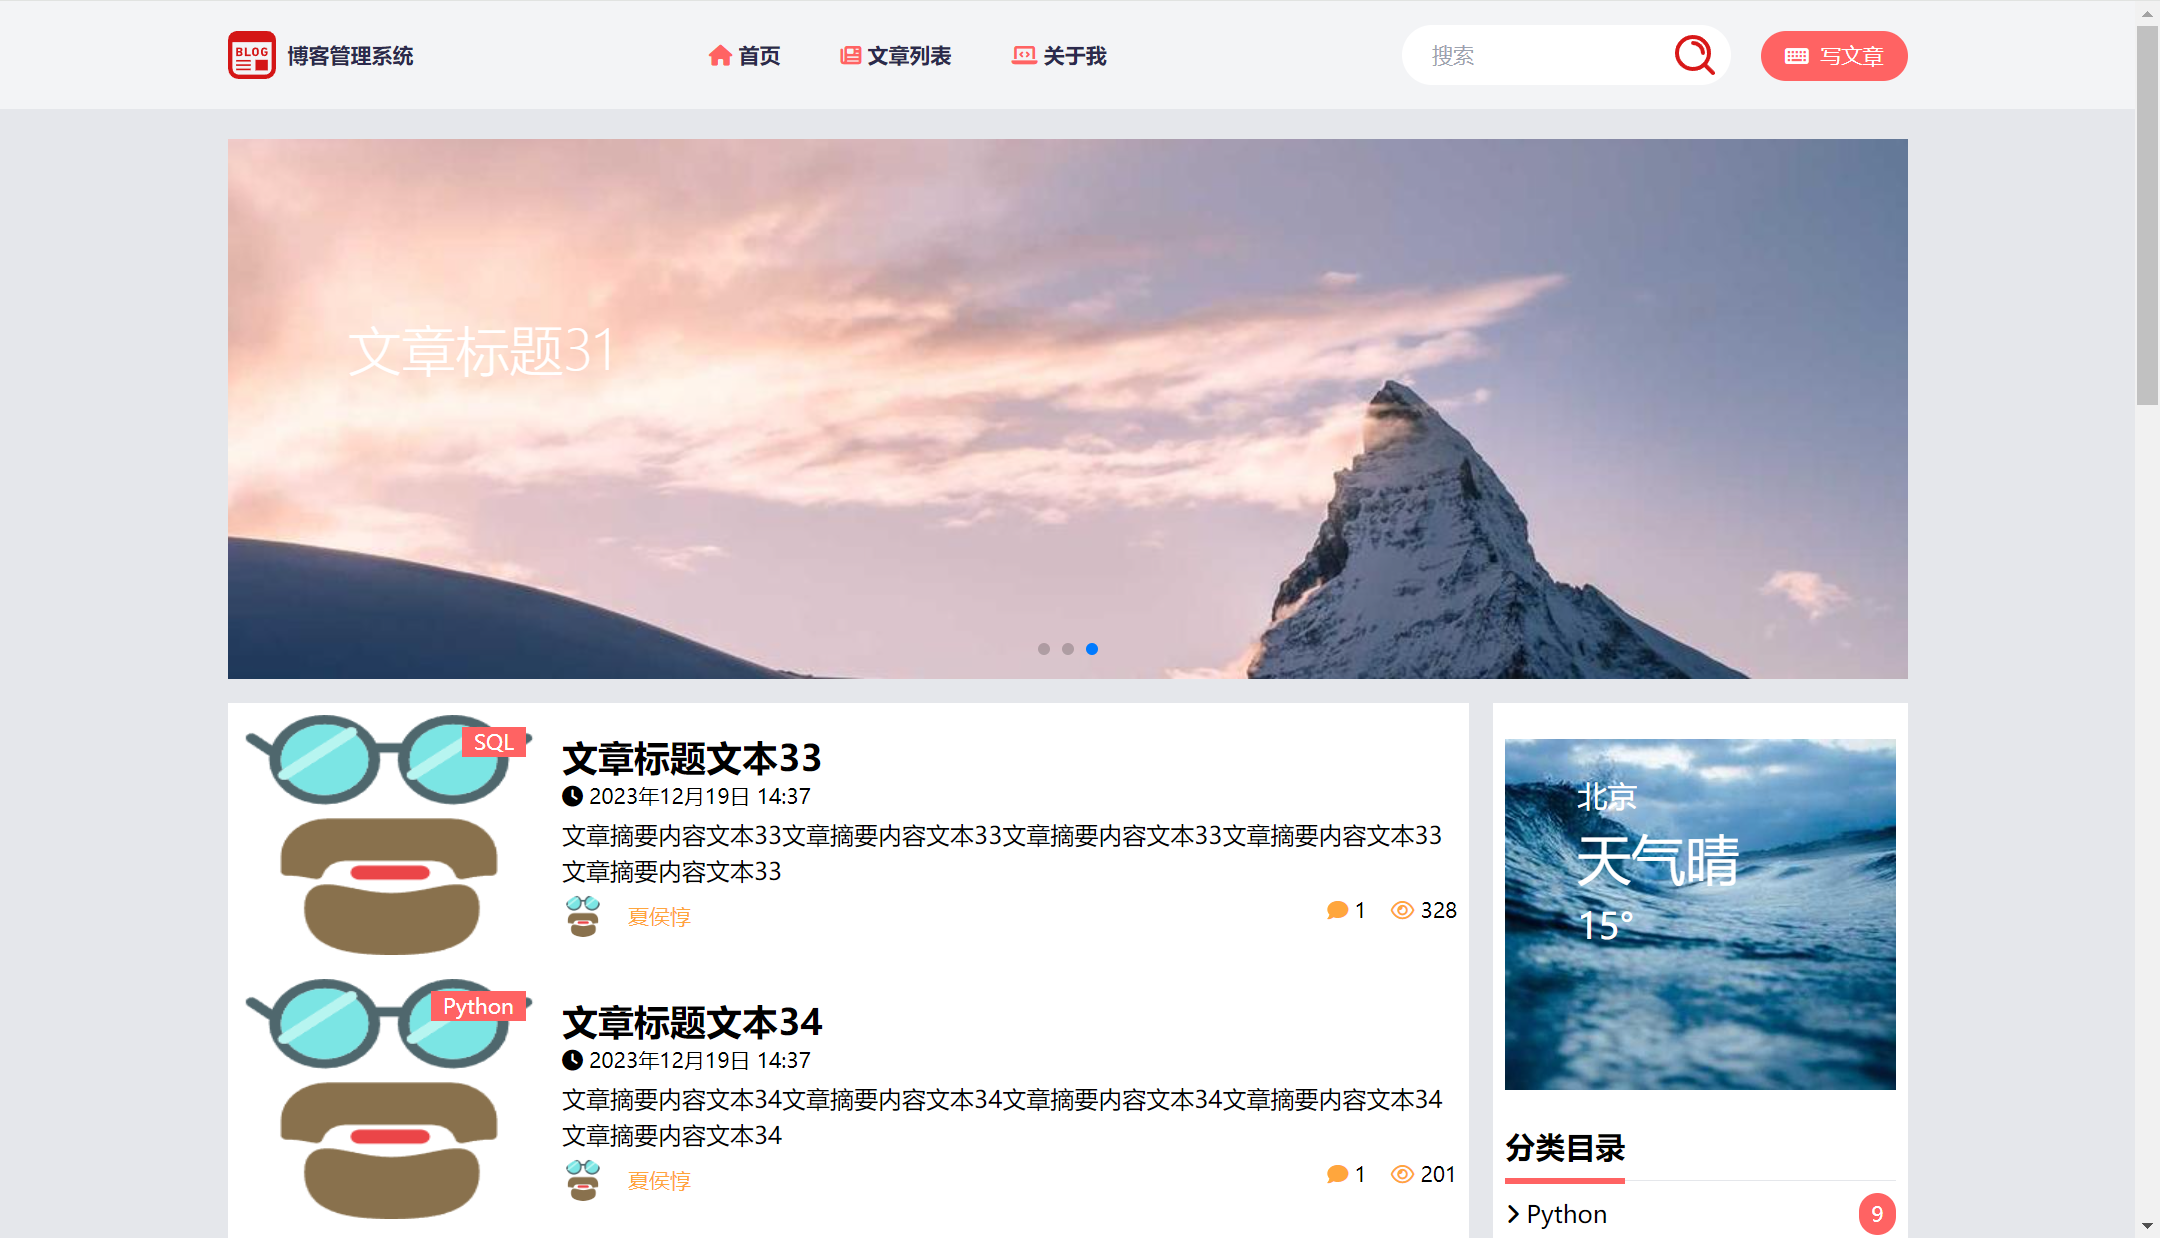 BLOG
博客管理系统
首页
文章列表
关于我
搜索
写文章
文章标题31
SQL
文章标题文本33
2023年12月19日 14:37
文章摘要内容文本33文章摘要内容文本33文章摘要内容文本33文章摘要内容文本33
文章摘要内容文本33
夏侯惇
1
328
Python
文章标题文本34
2023年12月19日 14:37
文章摘要内容文本34文章摘要内容文本34文章摘要内容文本34文章摘要内容文本34
文章摘要内容文本34
夏侯惇
1
201
北京
天气晴
15°
分类目录
Python
9